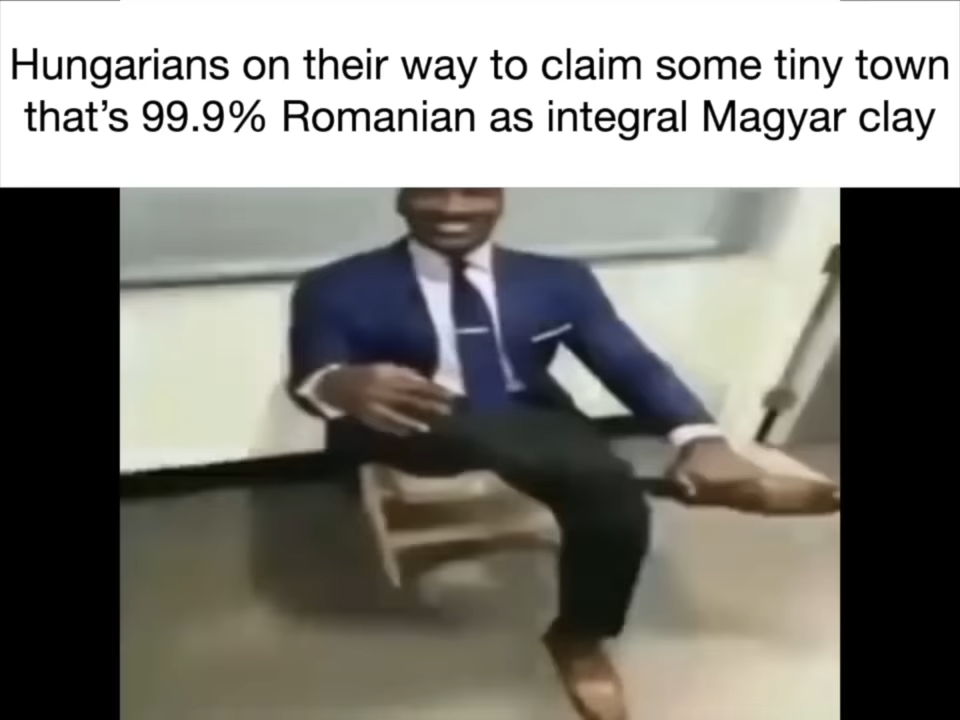 Hungarians on their way to claim some tiny town
that’s 99.9% Romanian as integral Magyar clay